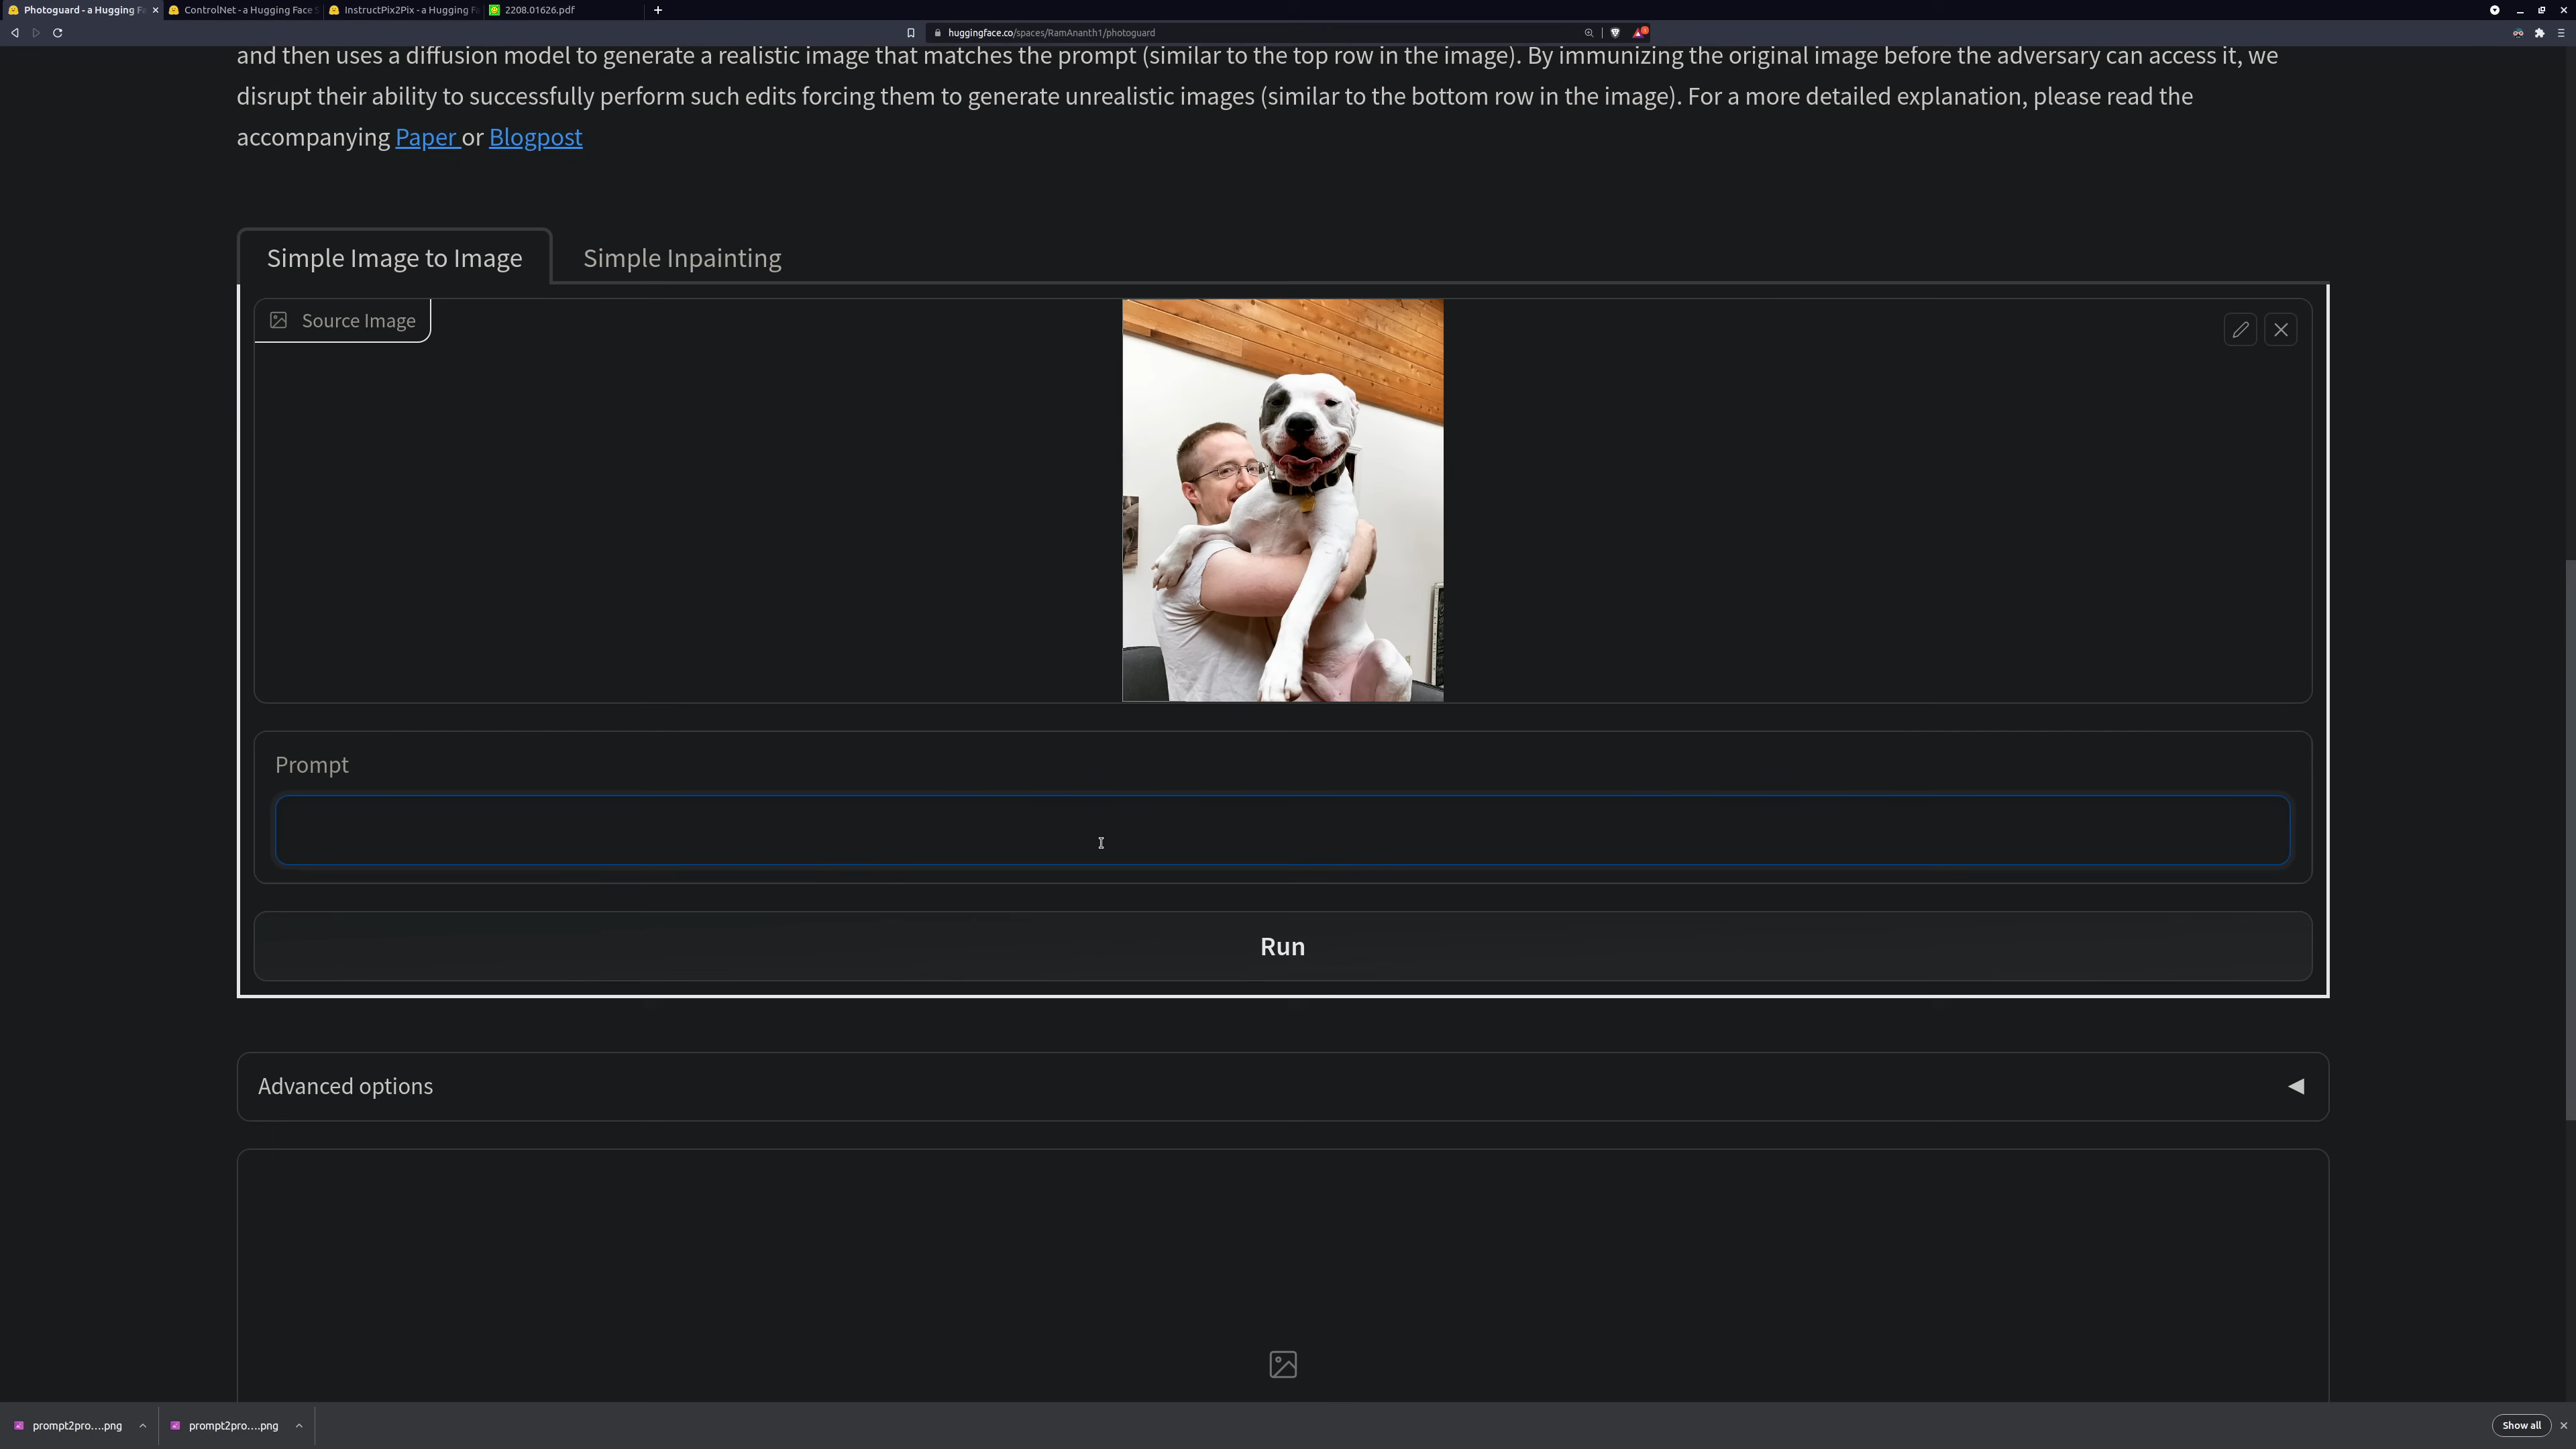 Photoguard - a Hugging F
ControlNet - a Hugging Face S
InstructPix2Pix - a Hugging Fa
2208.01626.pdf
huggingface.co/spaces/RamAnanth1/photoguard
and then uses a diffusion model to generate a realistic image that matches the prompt (similar to the top row in the image). By immunizing the original image before the adversary can access it, we
disrupt their ability to successfully perform such edits forcing them to generate unrealistic images (similar to the bottom row in the image). For a more detailed explanation, please read the
accompanying Paper or Blogpost
Simple Image to Image
Simple Inpainting
Source Image
Prompt
Run
Advanced options
prompt2pro....png
prompt2pro....png
Show all